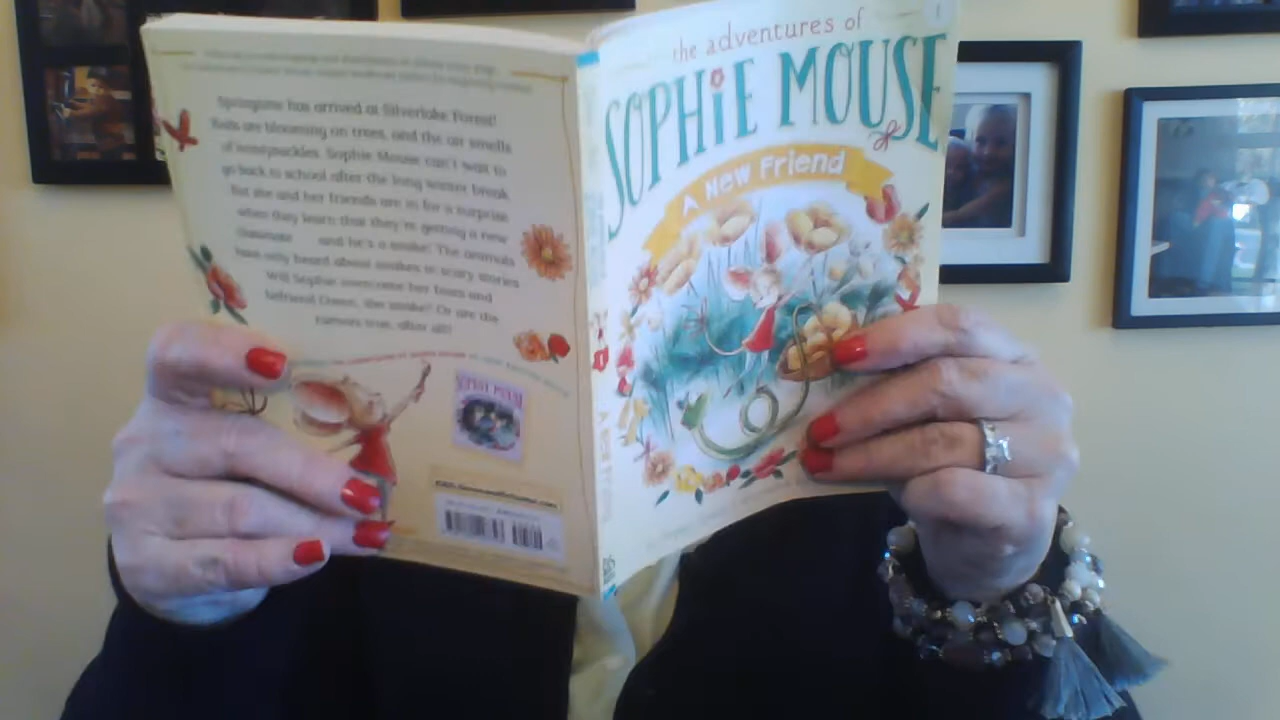 Springtime has arrived at Silverlake Forest!
Buds are blooming on trees, and the air smells
of honeysuckles. Sophie Mouse can't wait to
go back to school after the long winter break.
But she and her friends are in for a surprise
when they learn that they're getting a new
classmate and he's a snake! The animals
have only heard about snakes in scary stories
Will Sophie overcome her fears and
befriend Owen, the snake? Or are the
rumors true, after all?
SOPHIE MOUSE
the adventures of
SOPHIE MOUSE
A New Friend